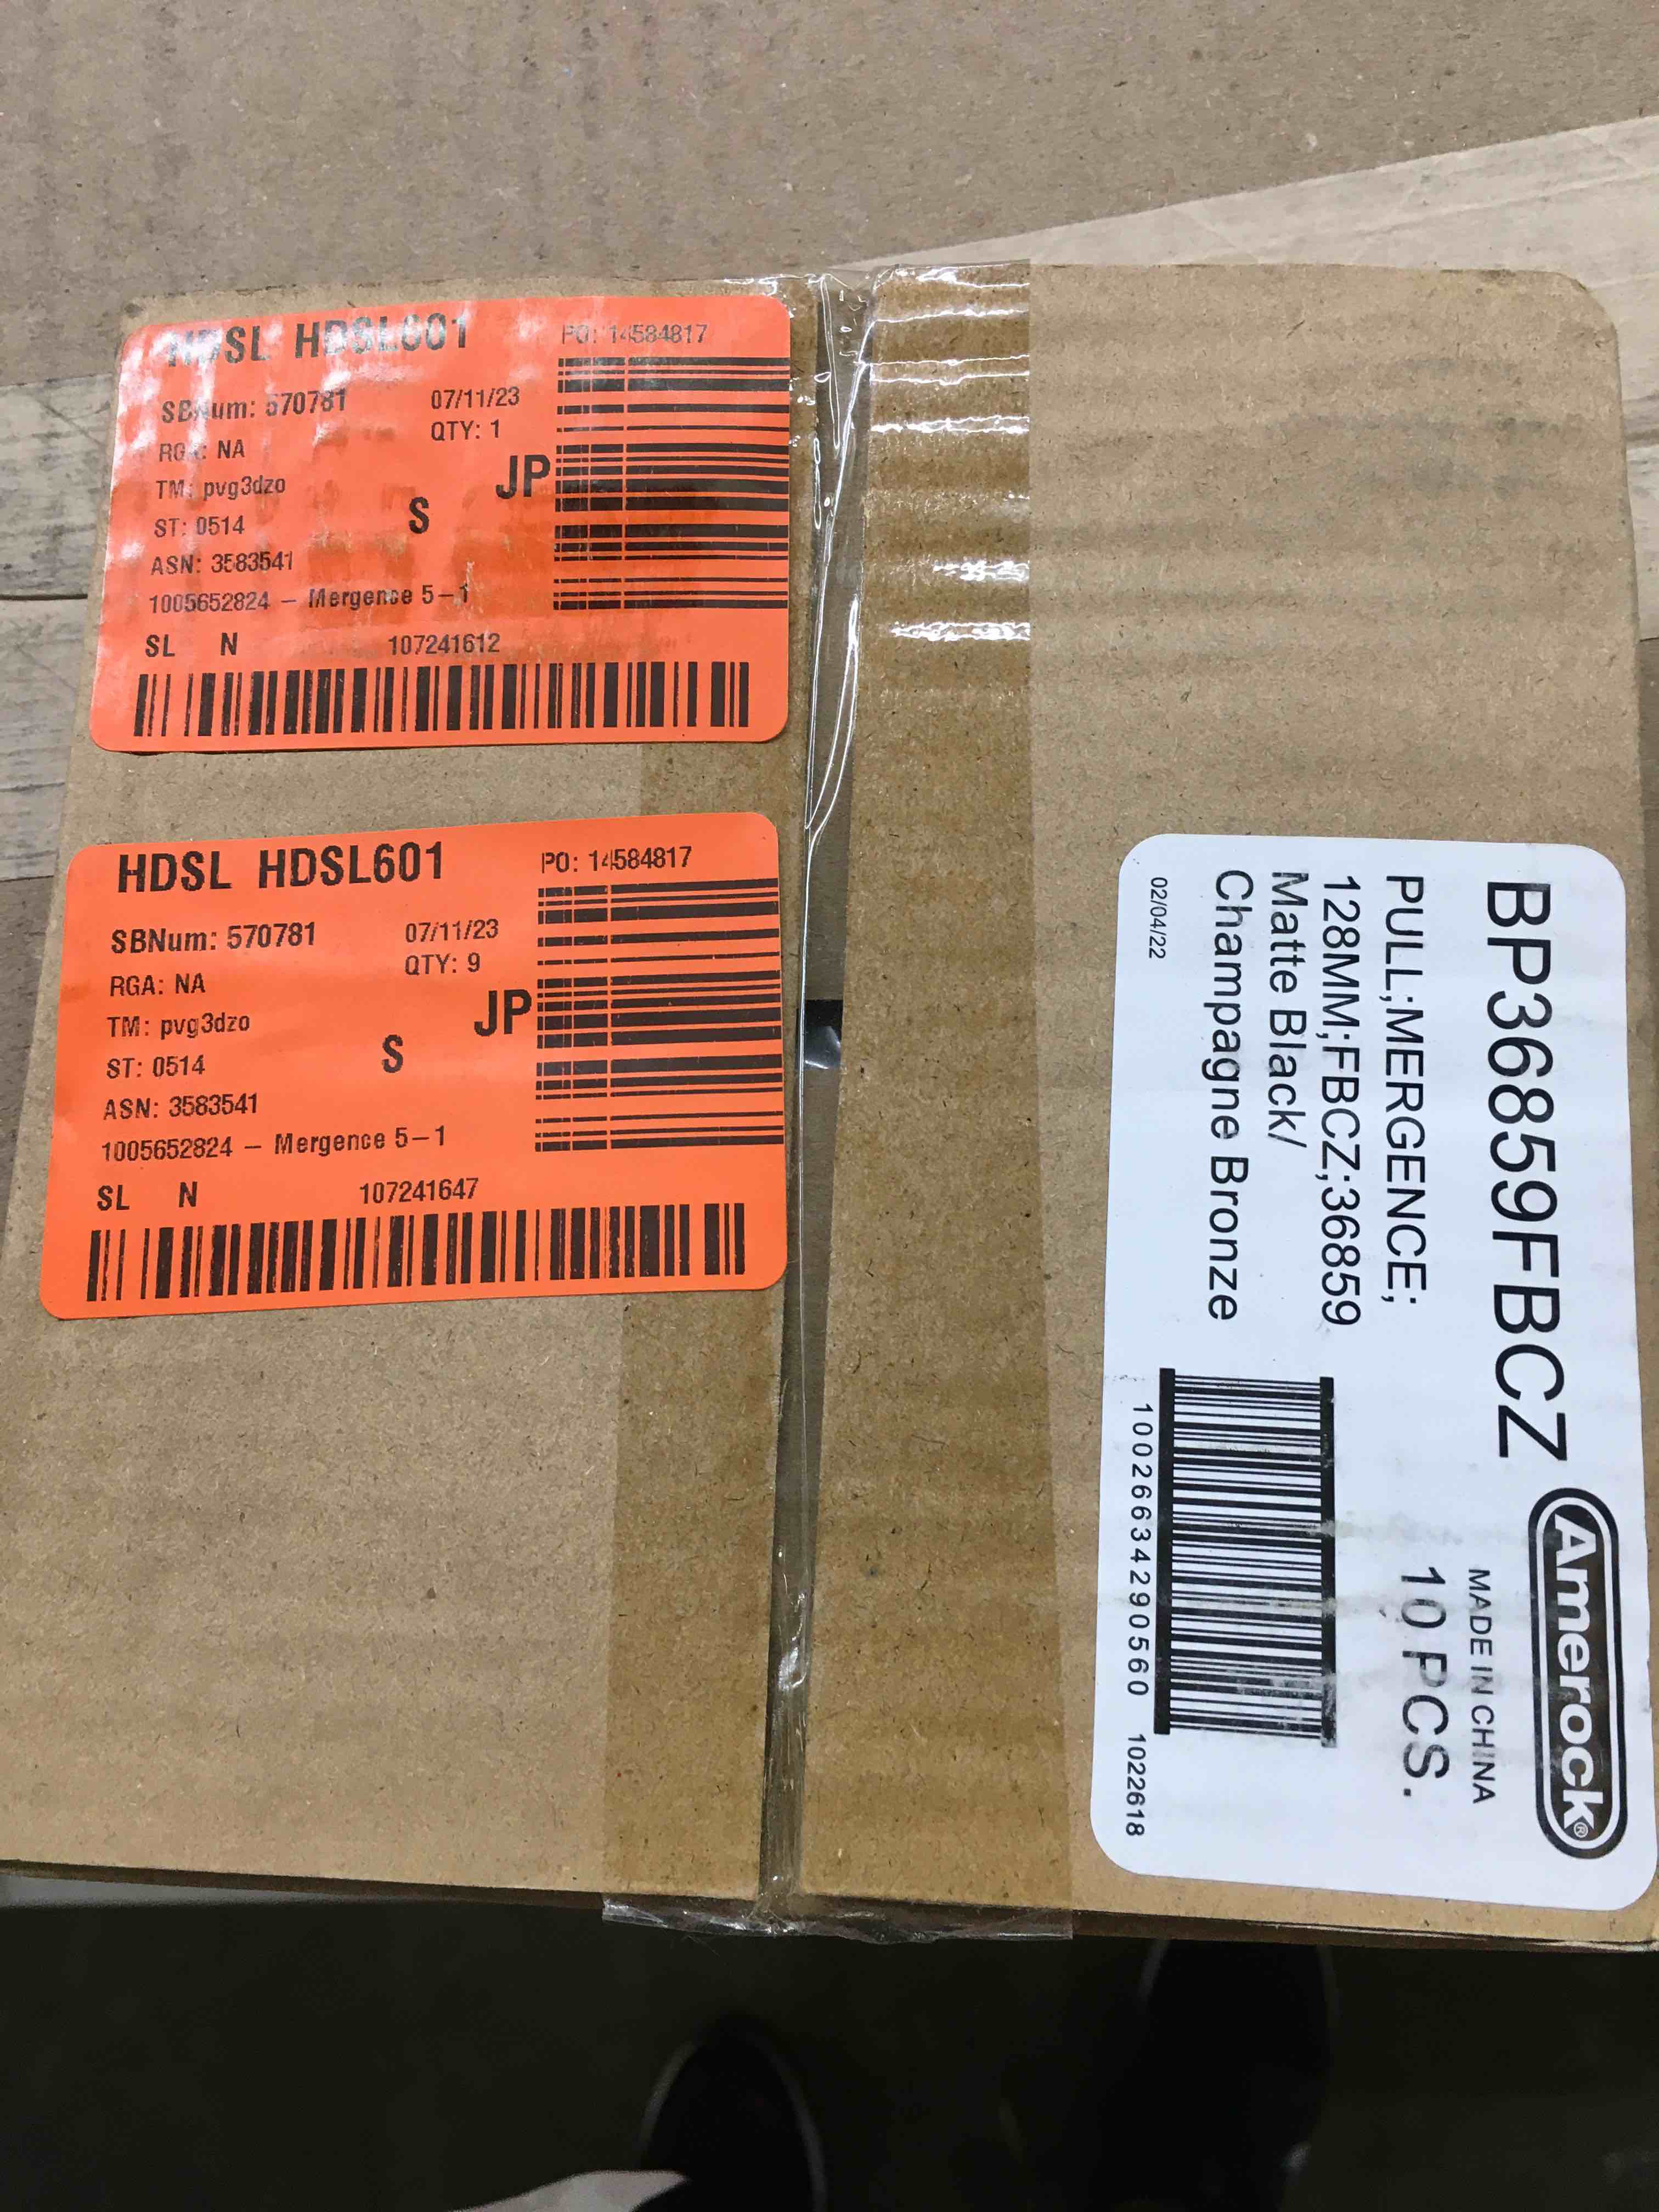 HDSL HDSL601
PO: 14584817
SBNum: 570781
07/11/23
QTY: 1
RGA: NA
JP
TM: pvg3dzo
S
ST: 0514
ASN: 3583541
1005652824 – Mergence 5–1
SL N 107241612
HDSL HDSL601
PO: 14584817
SBNum: 570781
07/11/23
QTY: 9
RGA: NA
JP
TM: pvg3dzo
S
ST: 0514
ASN: 3583541
1005652824 – Mergence 5–1
SL N 107241647
BP36859FBCZ
Amerock®
MADE IN CHINA
PULL;MERGENCE;
10 PCS.
128MM;FBCZ;36859
Matte Black/
Champagne Bronze
02/04/22
10026634290560 1022618